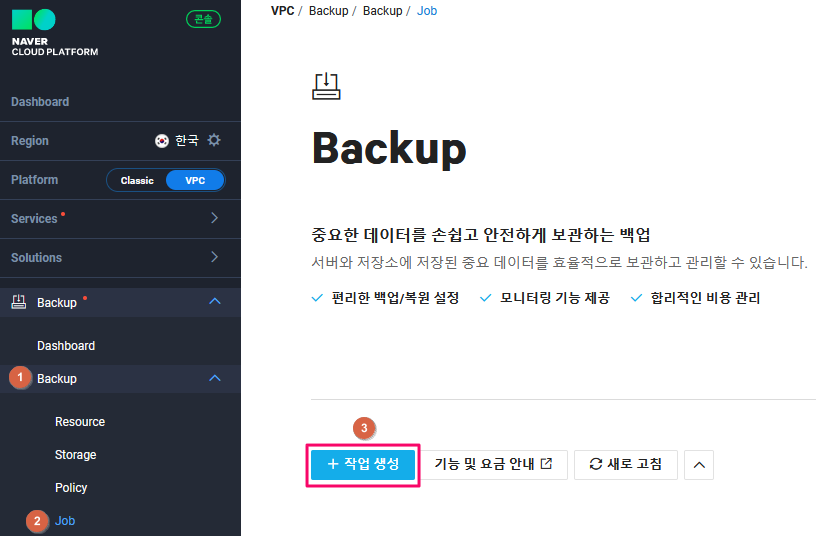 콘솔
NAVER
CLOUD PLATFORM
Dashboard
Region 한국
Platform Classic VPC
Services
Solutions
Backup
Dashboard
1 Backup
Resource
Storage
Policy
2 Job
VPC / Backup / Backup / Job
Backup
중요한 데이터를 손쉽고 안전하게 보관하는 백업
서버와 저장소에 저장된 중요 데이터를 효율적으로 보관하고 관리할 수 있습니다.
편리한 백업/복원 설정 모니터링 기능 제공 합리적인 비용 관리
3
+ 작업 생성 기능 및 요금 안내 새로 고침